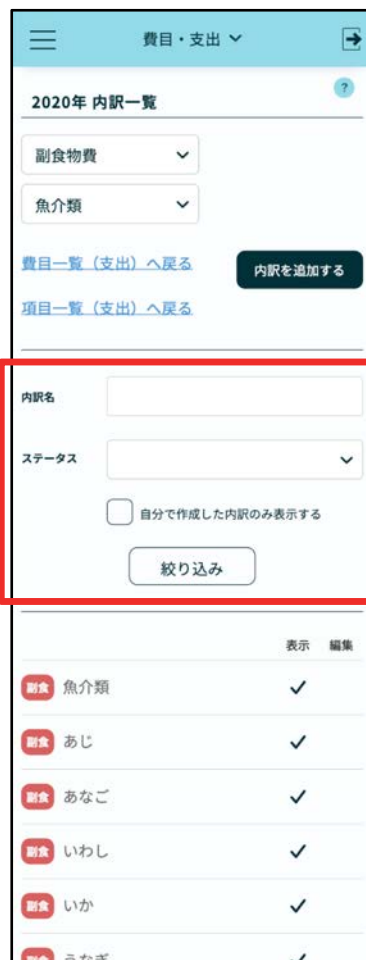 費目・支出
?
2020年 内訳一覧
副食物費
魚介類
費目一覧（支出）へ戻る
内訳を追加する
項目一覧（支出）へ戻る
内訳名
ステータス
自分で作成した内訳のみ表示する
絞り込み
表示 編集
副食 魚介類
副食 あじ
副食 あなご
副食 いわし
副食 いか
副食 うなぎ